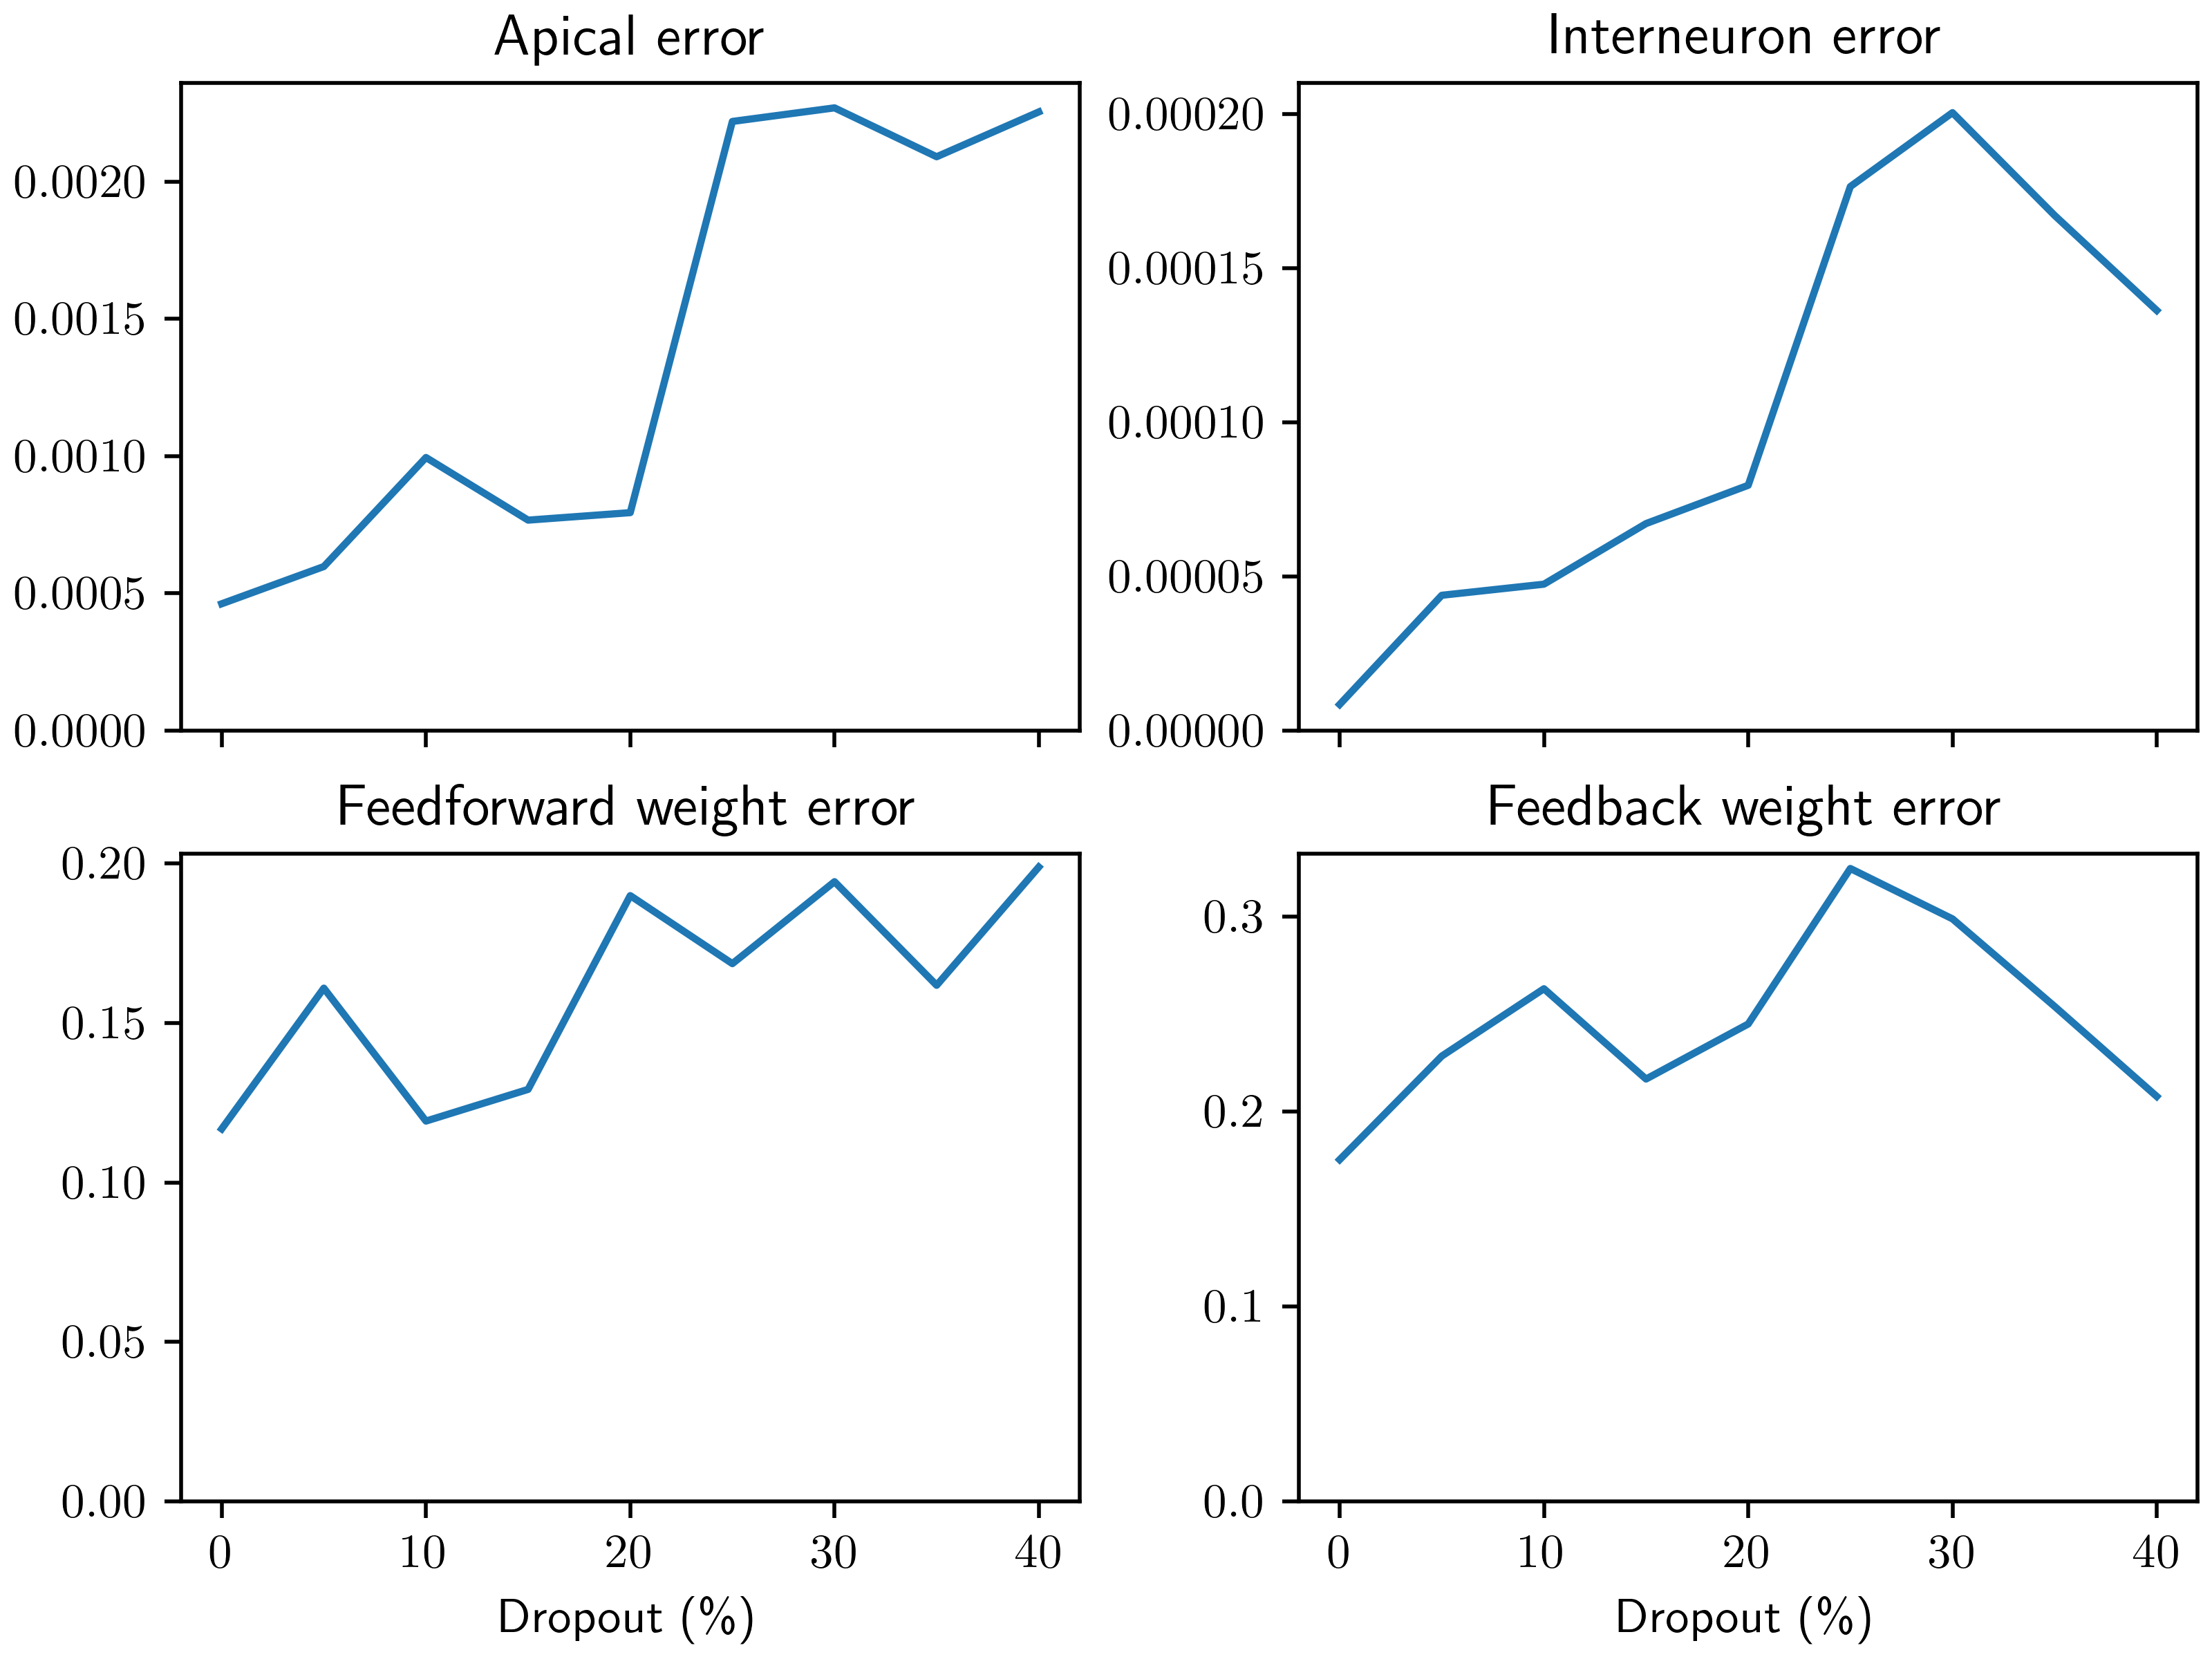 Apical error
0.0020
0.0015
0.0010
0.0005
0.0000
Interneuron error
0.00020
0.00015
0.00010
0.00005
0.00000
Feedforward weight error
0.20
0.15
0.10
0.05
0.00
0 10 20 30 40
Dropout (%)
Feedback weight error
0.3
0.2
0.1
0.0
0 10 20 30 40
Dropout (%)